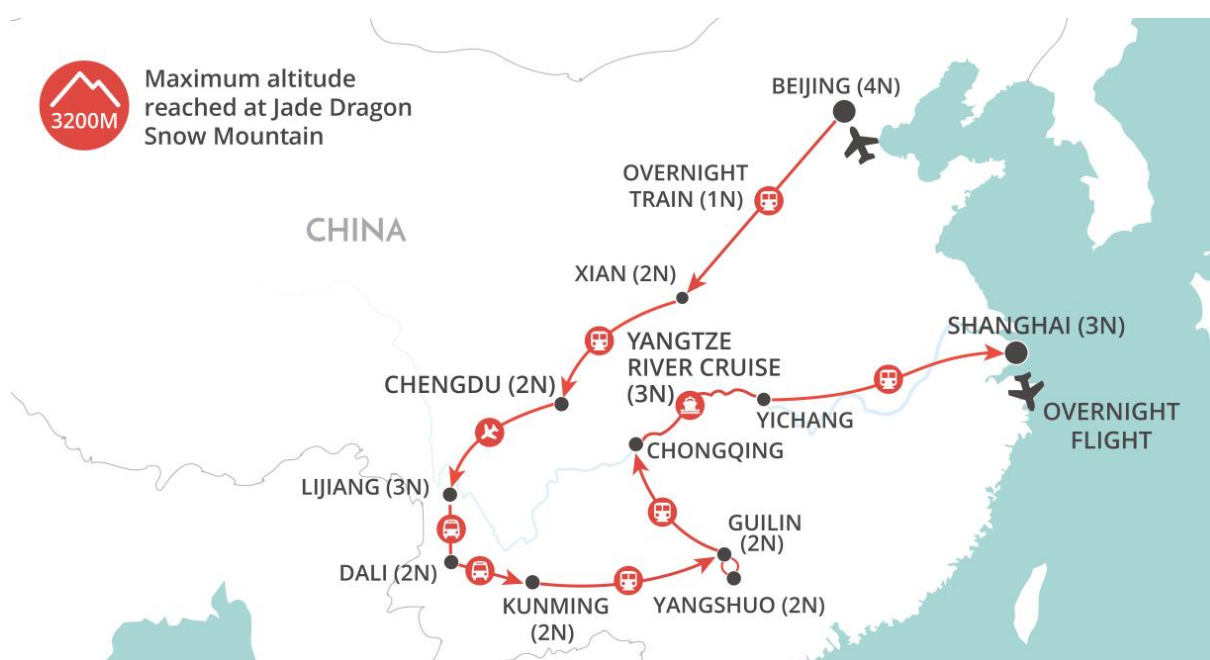 Maximum altitude
reached at Jade Dragon
Snow Mountain
3200M
BEIJING (4N)
OVERNIGHT
TRAIN (1N)
CHINA
XIAN (2N)
SHANGHAI (3N)
YANGTZE
RIVER CRUISE
(3N)
CHENGDU (2N)
YICHANG
OVERNIGHT
FLIGHT
CHONGQING
LIJIANG (3N)
GUILIN
(2N)
DALI (2N)
KUNMING
(2N)
YANGSHUO (2N)